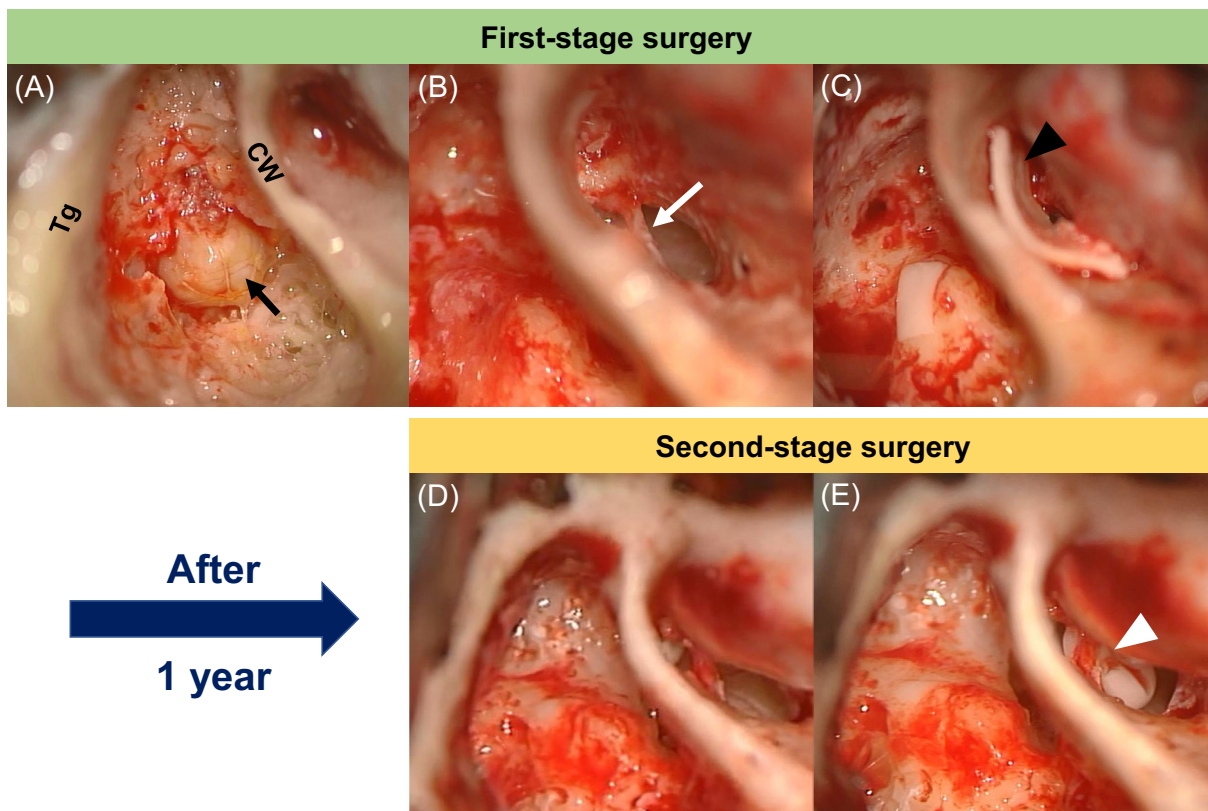 First-stage surgery
(A)
Tg
CW
(B)
(C)
Second-stage surgery
(D)
(E)
After
1 year